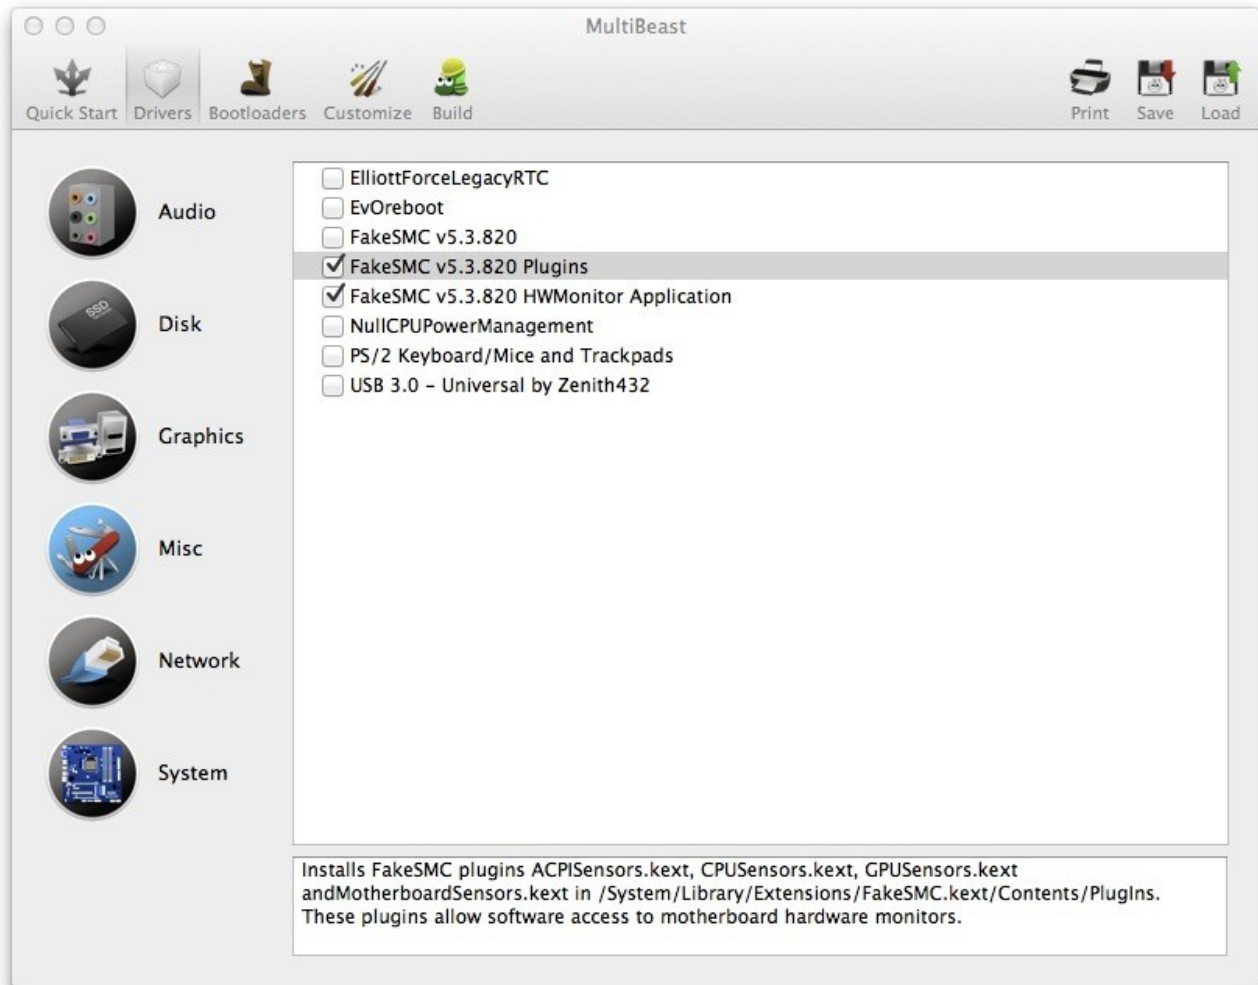 MultiBeast
Quick Start Drivers Bootloaders Customize Build Print Save Load
Audio
Disk
Graphics
Misc
Network
System
ElliottForceLegacyRTC
EvOreboot
FakeSMC v5.3.820
FakeSMC v5.3.820 Plugins
FakeSMC v5.3.820 HWMonitor Application
NullCPUPowerManagement
PS/2 Keyboard/Mice and Trackpads
USB 3.0 – Universal by Zenith432
Installs FakeSMC plugins ACPISensors.kext, CPUSensors.kext, GPUSensors.kext
andMotherboardSensors.kext in /System/Library/Extensions/FakeSMC.kext/Contents/PlugIns.
These plugins allow software access to motherboard hardware monitors.